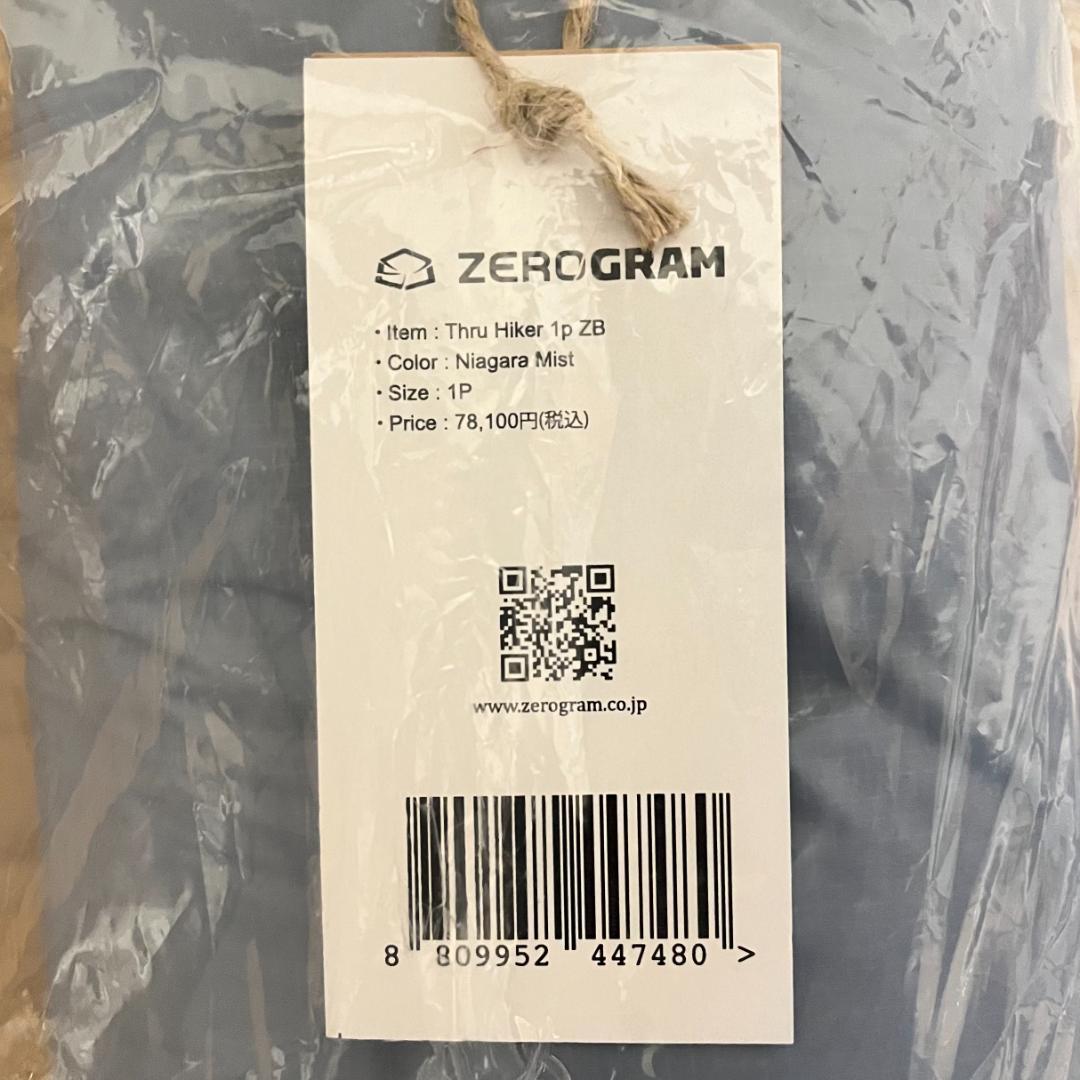 ZEROGRAM
・Item : Thru Hiker 1p ZB
・Color : Niagara Mist
・Size : 1P
・Price : 78,100円(税込)
www.zerogram.co.jp
8 809952 447480 >